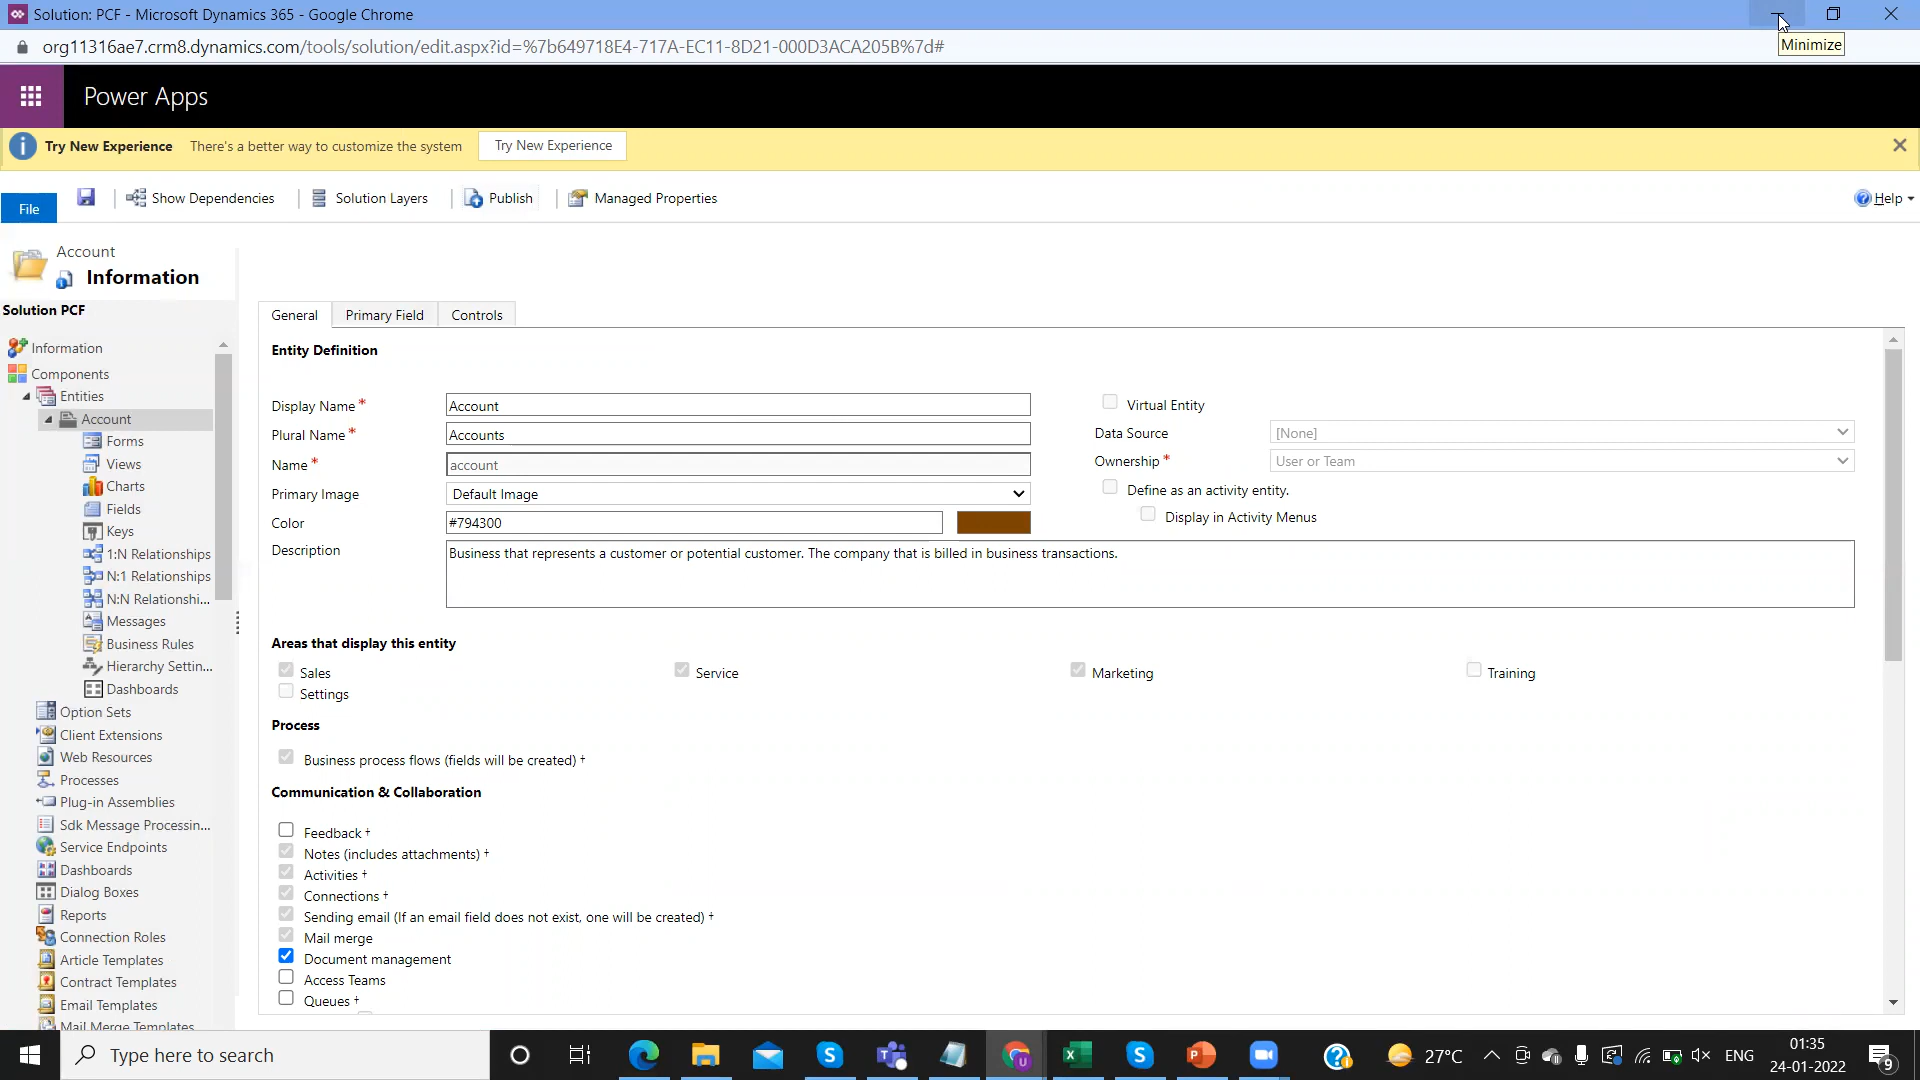 Solution: PCF - Microsoft Dynamics 365 - Google Chrome
org11316ae7.crm8.dynamics.com/tools/solution/edit.aspx?id=%7b649718E4-717A-EC11-8D21-000D3ACA205B%7d#
Minimize
Power Apps
Try New Experience There's a better way to customize the system Try New Experience
File Show Dependencies Solution Layers Publish Managed Properties Help
Account
Information
Solution PCF
Information
Components
Entities
Account
Forms
Views
Charts
Fields
Keys
1:N Relationships
N:1 Relationships
N:N Relationshi...
Messages
Business Rules
Hierarchy Settin...
Dashboards
Option Sets
Client Extensions
Web Resources
Processes
Plug-in Assemblies
Sdk Message Processin...
Service Endpoints
Dashboards
Dialog Boxes
Reports
Connection Roles
Article Templates
Contract Templates
Email Templates
Mail Merge Templates
General Primary Field Controls
Entity Definition
Display Name * Account
Plural Name * Accounts
Name * account
Primary Image Default Image
Color #794300
Description Business that represents a customer or potential customer. The company that is billed in business transactions.
Virtual Entity
Data Source [None]
Ownership * User or Team
Define as an activity entity.
Display in Activity Menus
Areas that display this entity
Sales Service Marketing Training
Settings
Process
Business process flows (fields will be created) †
Communication & Collaboration
Feedback †
Notes (includes attachments) †
Activities †
Connections †
Sending email (If an email field does not exist, one will be created) †
Mail merge
Document management
Access Teams
Queues †
Type here to search
27°C
ENG
01:35
24-01-2022
9